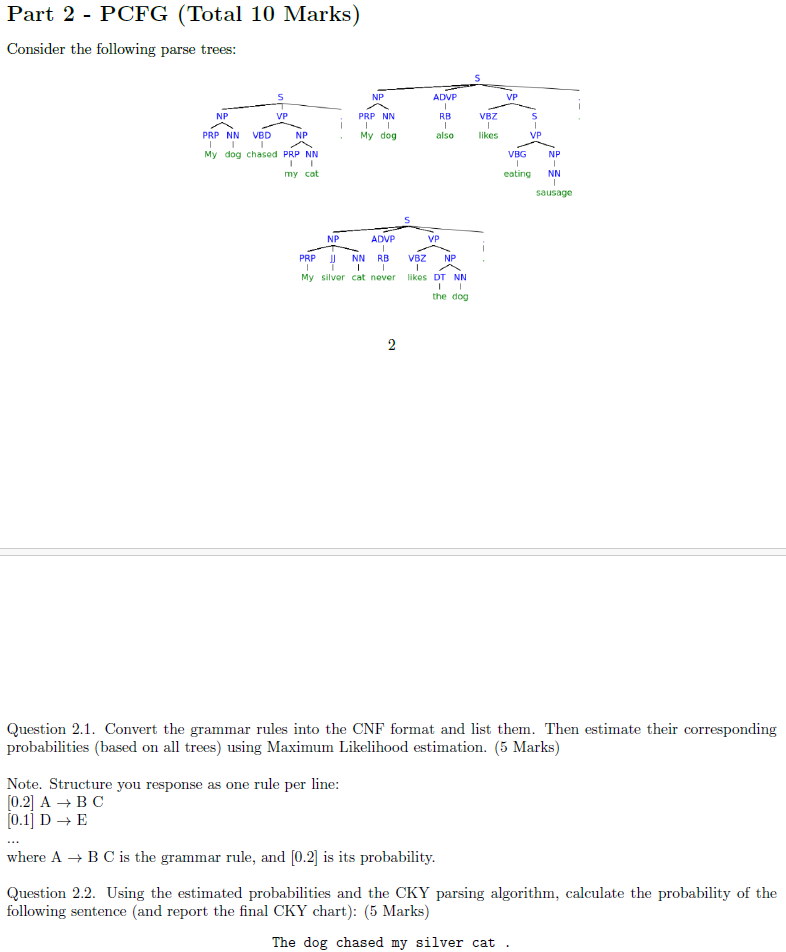 Part 2 - PCFG (Total 10 Marks)
Consider the following parse trees:
S
NP VP .
PRP NN VBD NP
My dog chased PRP NN .
my cat
S
NP ADVP VP .
PRP NN RB VBZ S
My dog also likes VP .
VBG NP
eating NN
sausage
S
NP ADVP VP .
PRP JJ NN RB VBZ NP .
My silver cat never likes DT NN
the dog
2
Question 2.1. Convert the grammar rules into the CNF format and list them. Then estimate their corresponding
probabilities (based on all trees) using Maximum Likelihood estimation. (5 Marks)
Note. Structure you response as one rule per line:
[0.2] A → B C
[0.1] D → E
...
where A → B C is the grammar rule, and [0.2] is its probability.
Question 2.2. Using the estimated probabilities and the CKY parsing algorithm, calculate the probability of the
following sentence (and report the final CKY chart): (5 Marks)
The dog chased my silver cat .